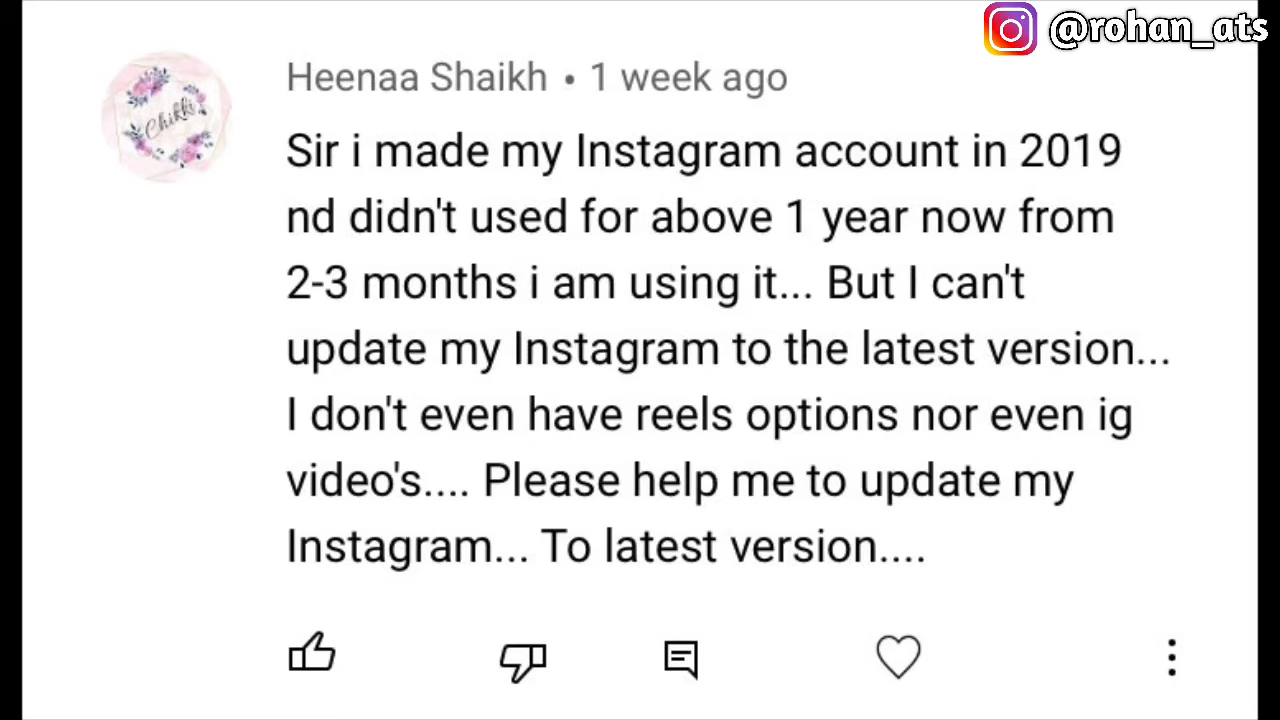 @rohan_ats
Heenaa Shaikh • 1 week ago
Chikki
Sir i made my Instagram account in 2019
nd didn't used for above 1 year now from
2-3 months i am using it... But I can't
update my Instagram to the latest version...
I don't even have reels options nor even ig
video's.... Please help me to update my
Instagram... To latest version....